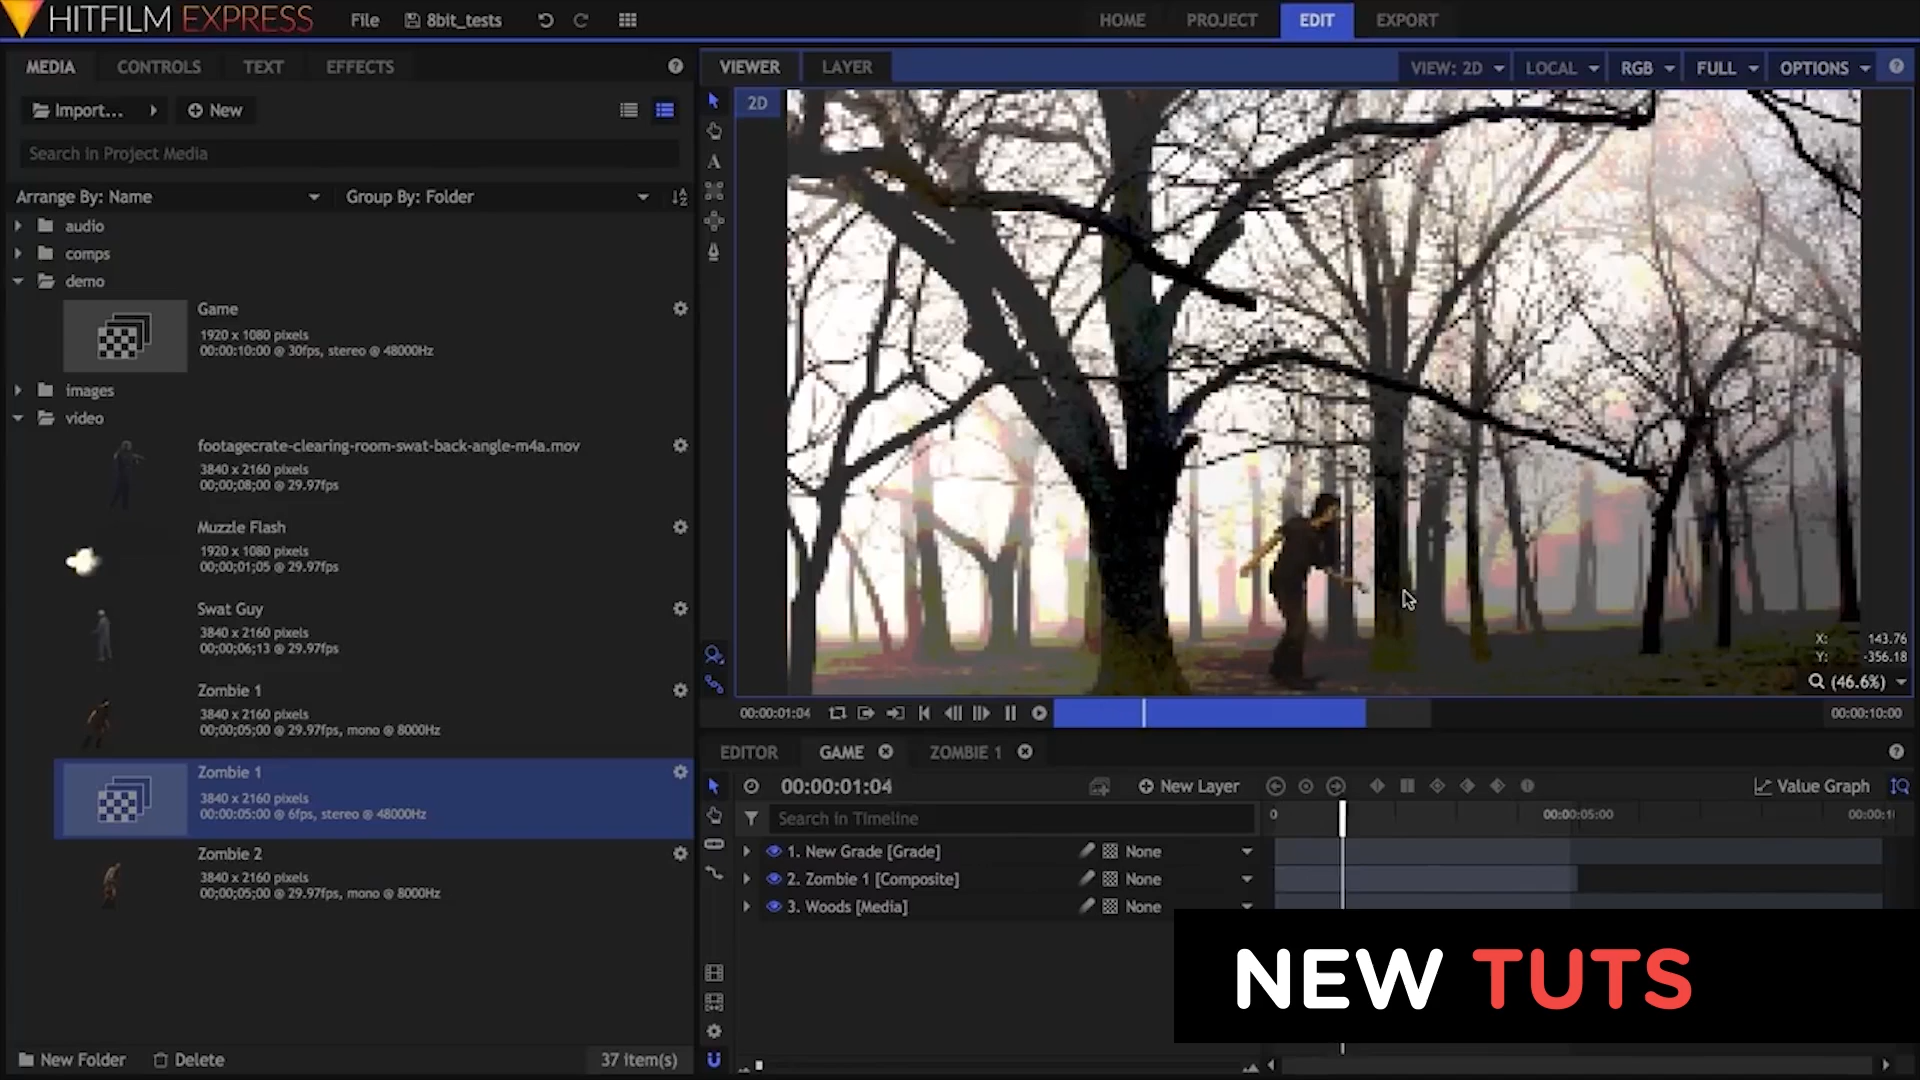 HITFILM EXPRESS
File
8bit_tests
HOME
PROJECT
EDIT
EXPORT
MEDIA
CONTROLS
TEXT
EFFECTS
VIEWER
LAYER
VIEW: 2D
LOCAL
RGB
FULL
OPTIONS
Import...
New
2D
Search in Project Media
Arrange By: Name
Group By: Folder
audio
comps
demo
Game
1920 x 1080 pixels
00:00:10:00 @ 30fps, stereo @ 48000Hz
images
video
footagecrate-clearing-room-swat-back-angle-m4a.mov
3840 x 2160 pixels
00;00;08;00 @ 29.97fps
Muzzle Flash
1920 x 1080 pixels
00;00;01;05 @ 29.97fps
Swat Guy
3840 x 2160 pixels
00;00;06;13 @ 29.97fps
Zombie 1
3840 x 2160 pixels
00;00;05;00 @ 29.97fps, mono @ 8000Hz
Zombie 1
3840 x 2160 pixels
00:00:05:00 @ 6fps, stereo @ 48000Hz
Zombie 2
3840 x 2160 pixels
00;00;05;00 @ 29.97fps, mono @ 8000Hz
New Folder
Delete
37 item(s)
A
X: 143.76
Y: -356.18
(46.6%)
00:00:01:04
00:00:10:00
EDITOR
GAME
ZOMBIE 1
00:00:01:04
New Layer
Value Graph
Search in Timeline
0
00:00:05:00
00:00:1
1. New Grade [Grade]
None
2. Zombie 1 [Composite]
None
3. Woods [Media]
None
NEW TUTS